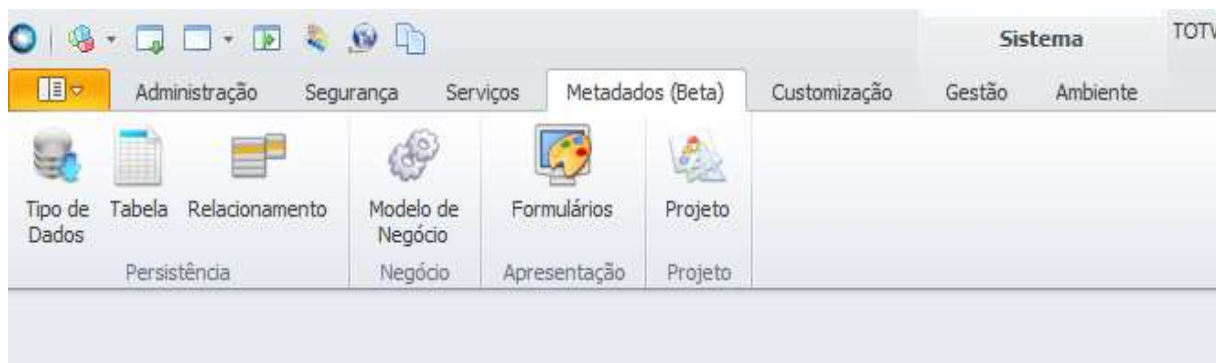 Sistema
TOTV
Administração Segurança Serviços Metadados (Beta) Customização Gestão Ambiente
Tipo de Tabela Relacionamento Modelo de Formulários Projeto
Dados Negócio
Persistência Negócio Apresentação Projeto